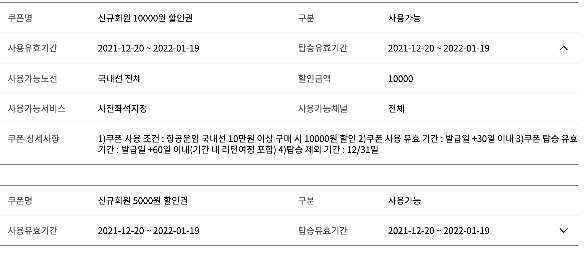 쿠폰명 신규회원 10000원 할인권 구분 사용가능
사용유효기간 2021-12-20 ~ 2022-01-19 탑승유효기간 2021-12-20 ~ 2022-01-19
사용가능노선 국내선 전체 할인금액 10000
사용가능서비스 사전좌석지정 사용가능채널 전체
쿠폰 상세사항 1)쿠폰 사용 조건 : 항공운임 국내선 10만원 이상 구매 시 10000원 할인 2)쿠폰 사용 유효 기간 : 발급일 +30일 이내 3)쿠폰 탑승 유효
기간 : 발급일 +60일 이내(기간 내 리턴여정 포함) 4)탑승 제외 기간 : 12/31일
쿠폰명 신규회원 5000원 할인권 구분 사용가능
사용유효기간 2021-12-20 ~ 2022-01-19 탑승유효기간 2021-12-20 ~ 2022-01-19